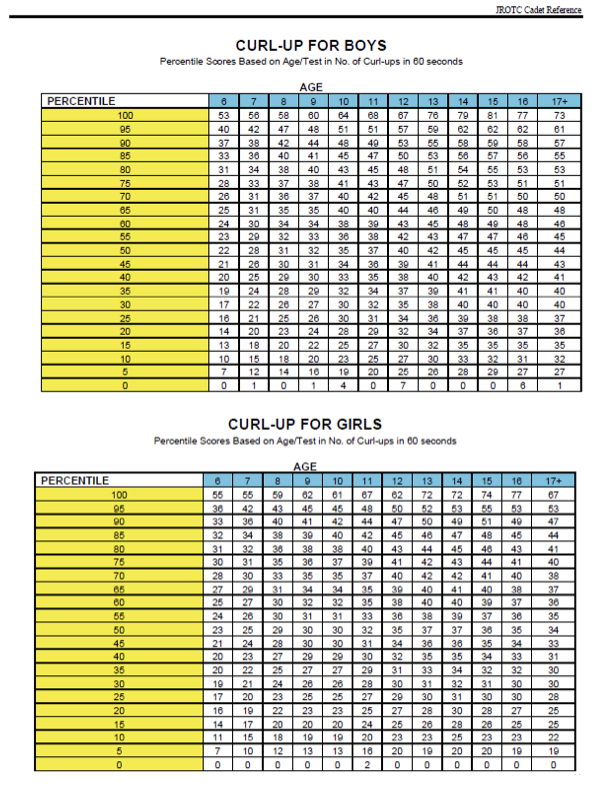 JROTC Cadet Reference
CURL-UP FOR BOYS
Percentile Scores Based on Age/Test in No. of Curl-ups in 60 seconds
AGE
PERCENTILE 6 7 8 9 10 11 12 13 14 15 16 17+
100 53 56 58 60 64 68 67 76 79 81 77 73
95 40 42 47 48 51 51 57 59 62 62 62 61
90 37 38 42 44 48 49 53 55 58 59 58 57
85 33 36 40 41 45 47 50 53 56 57 56 55
80 31 34 38 40 43 45 48 51 54 55 53 53
75 28 33 37 38 41 43 47 50 52 53 51 51
70 26 31 36 37 40 42 45 48 51 51 50 50
65 25 31 35 35 40 40 44 46 49 50 48 48
60 24 30 34 34 38 39 43 45 48 49 48 46
55 23 29 32 33 36 38 42 43 47 47 46 45
50 22 28 31 32 35 37 40 42 45 45 45 44
45 21 26 30 31 34 36 39 41 44 44 44 43
40 20 25 29 30 33 35 38 40 42 43 42 41
35 19 24 28 29 32 34 37 39 41 41 40 40
30 17 22 26 27 30 32 35 38 40 40 40 40
25 16 21 25 26 30 31 34 36 39 38 38 37
20 14 20 23 24 28 29 32 34 37 36 37 36
15 13 18 20 22 25 27 30 32 35 35 35 35
10 10 15 18 20 23 25 27 30 33 32 31 32
5 7 12 14 16 19 20 25 26 28 29 27 27
0 0 1 0 1 4 0 7 0 0 0 6 1
CURL-UP FOR GIRLS
Percentile Scores Based on Age/Test in No. of Curl-ups in 60 seconds
AGE
PERCENTILE 6 7 8 9 10 11 12 13 14 15 16 17+
100 55 55 59 62 61 67 62 72 72 74 77 67
95 36 42 43 45 45 48 50 52 53 55 53 53
90 33 36 40 41 42 44 47 50 49 51 49 47
85 32 34 38 39 40 42 45 46 47 48 45 44
80 31 32 36 38 38 40 43 44 45 46 43 41
75 30 31 35 36 37 39 41 42 43 44 41 40
70 28 30 33 35 35 37 40 42 42 41 40 38
65 27 29 31 34 34 35 39 40 41 40 38 37
60 25 27 30 32 32 35 38 40 40 39 37 36
55 24 26 30 31 31 33 36 38 39 37 36 35
50 23 25 29 30 30 32 35 37 37 36 35 34
45 21 24 28 30 30 31 34 36 36 35 34 33
40 20 23 27 29 29 30 32 35 35 34 33 31
35 20 22 25 27 27 29 31 33 34 32 32 30
30 19 21 24 26 26 28 30 31 32 31 30 30
25 17 20 23 25 25 27 29 30 31 30 30 28
20 16 19 22 23 23 25 27 28 30 28 27 25
15 14 17 20 20 20 24 25 26 28 26 25 25
10 11 15 18 19 19 20 23 23 25 23 23 22
5 7 10 12 13 13 16 20 19 20 20 19 19
0 0 0 0 0 0 2 0 0 0 0 0 0